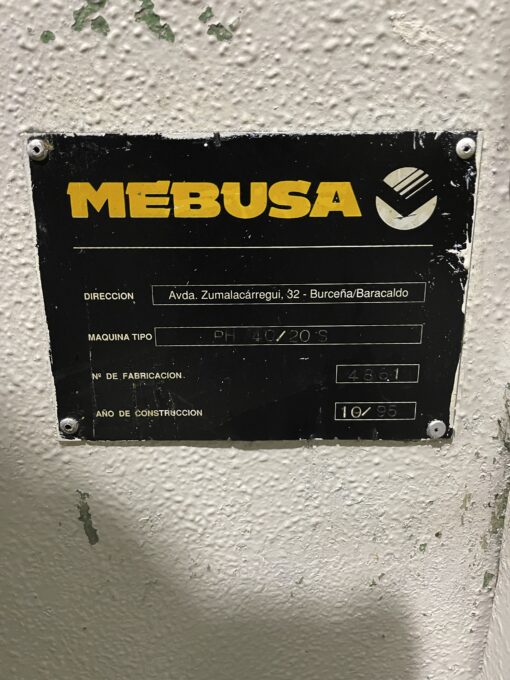 MEBUSA
DIRECCION Avda. Zumalacárregui, 32 - Burceña/Baracaldo
MAQUINA TIPO PH 40/20 S
Nº DE FABRICACION 4861
AÑO DE CONSTRUCCION 10/95